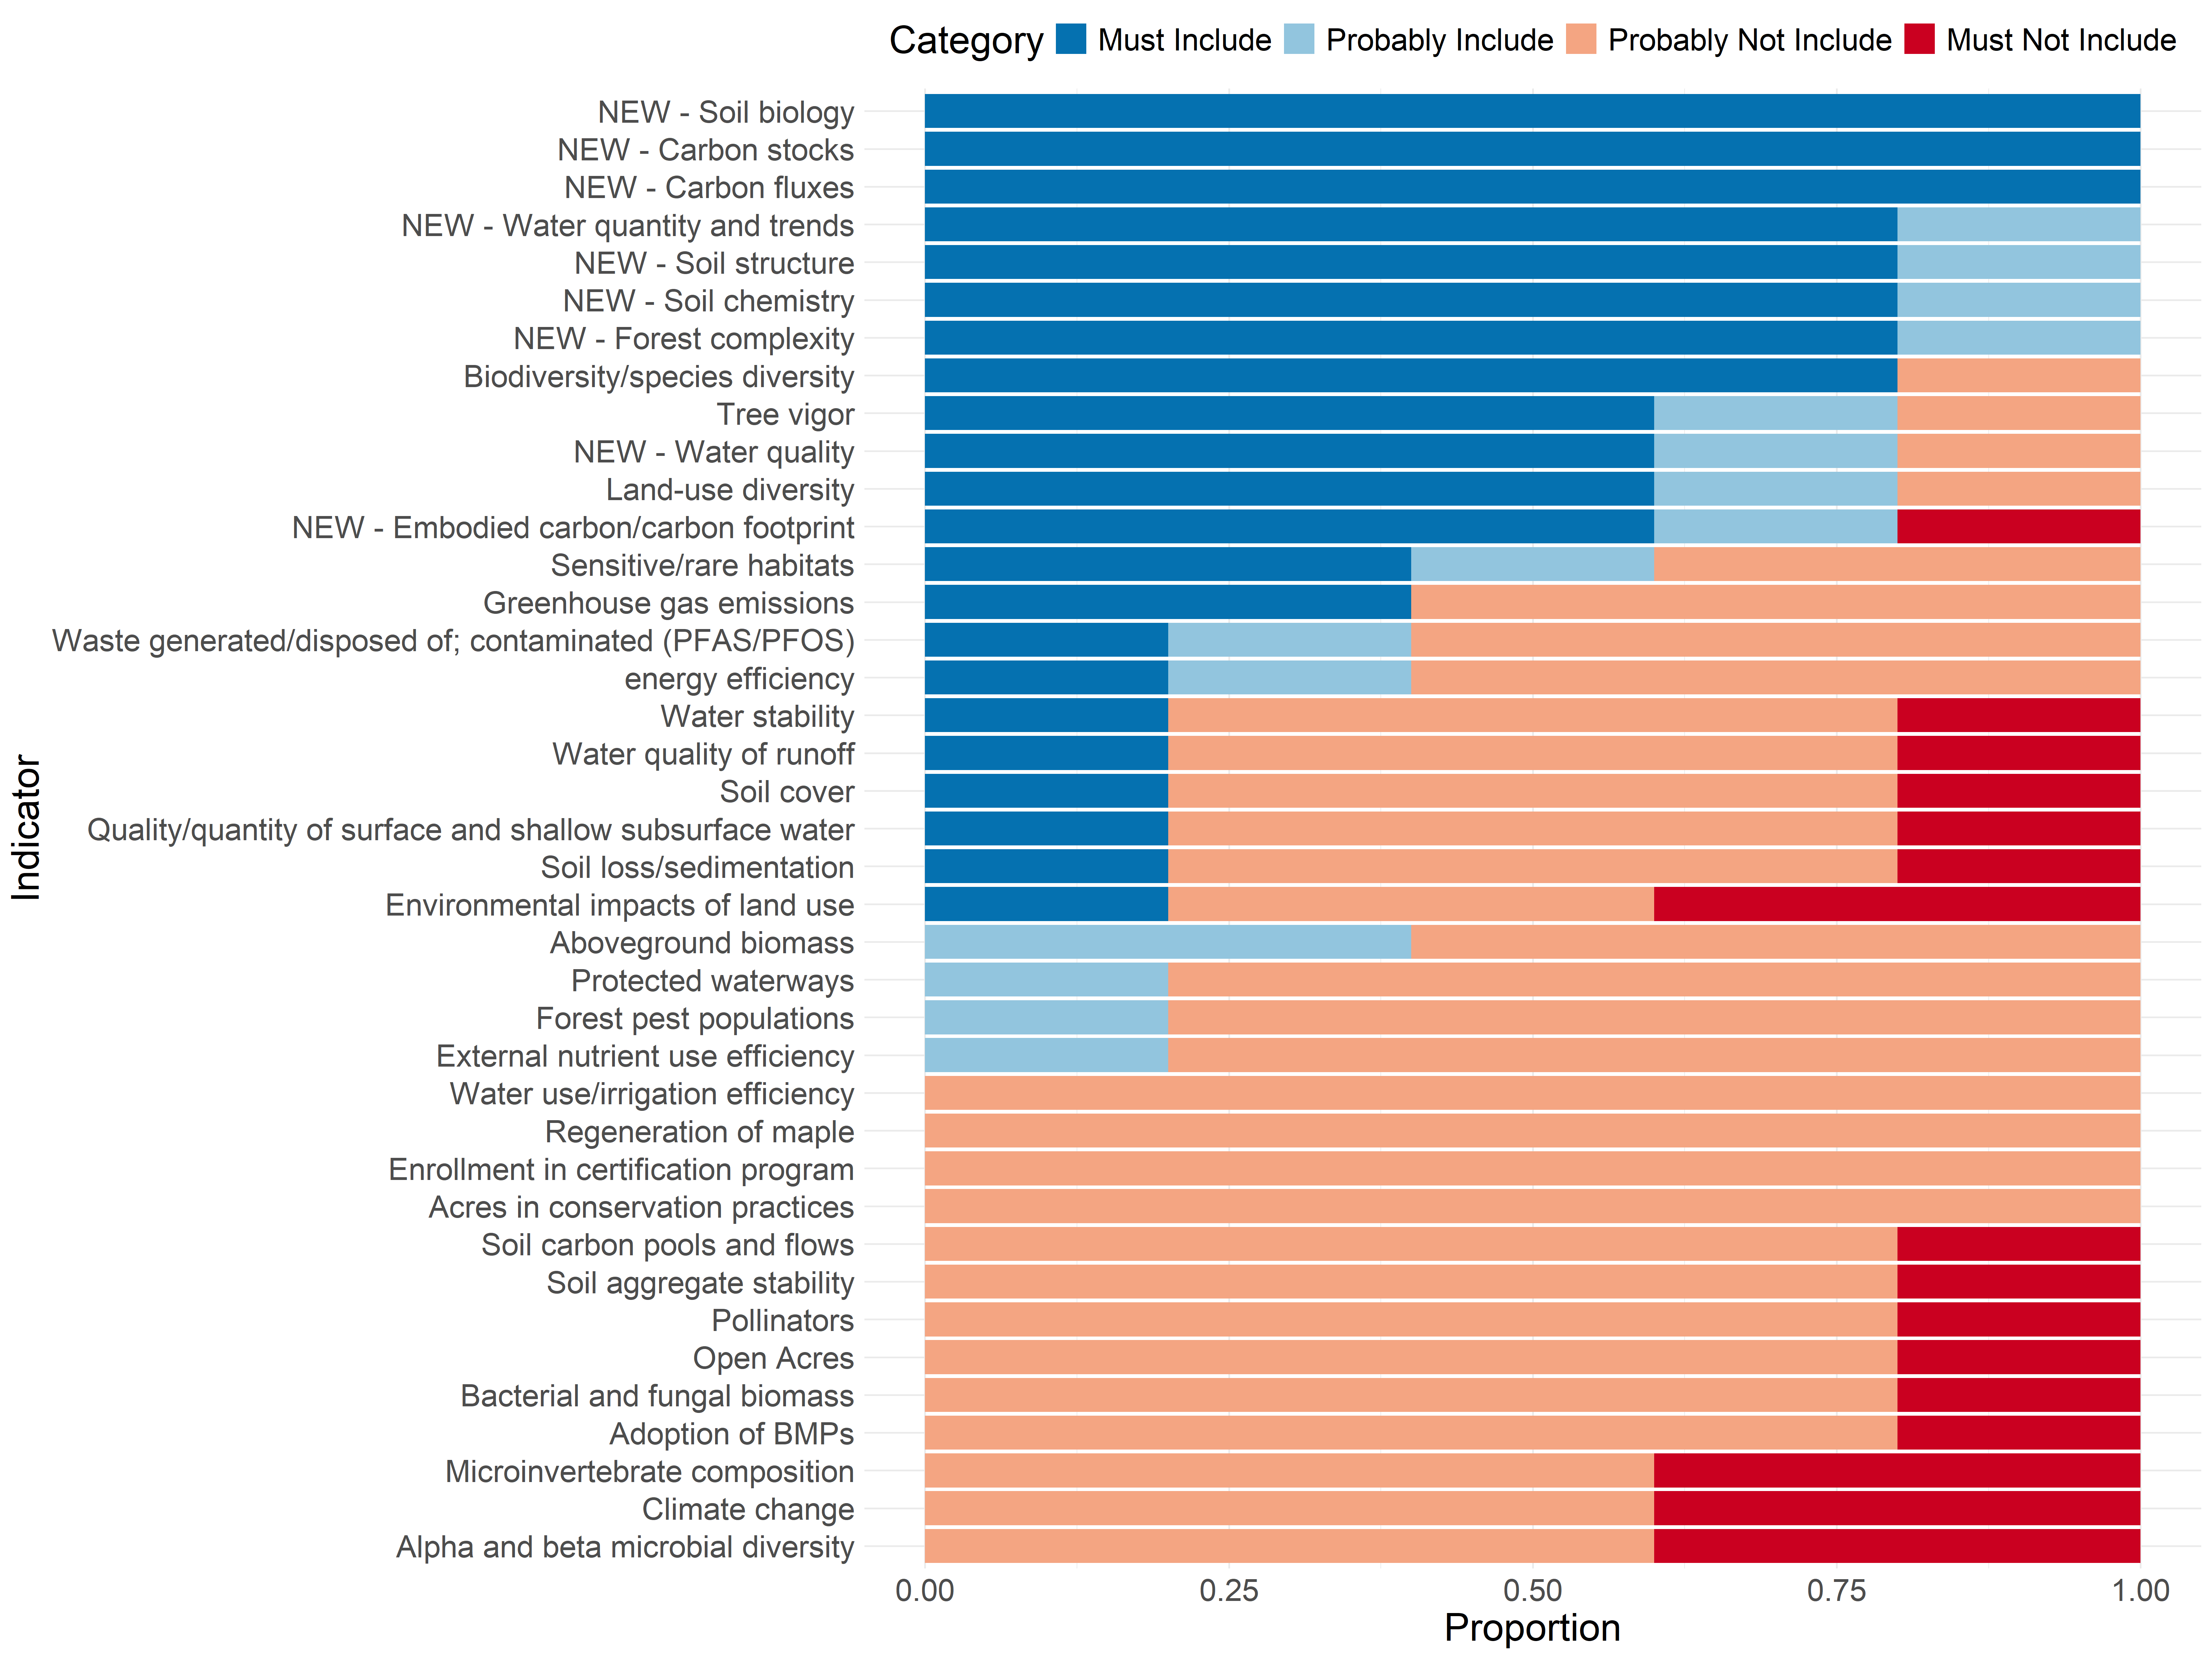 Category Must Include Probably Include Probably Not Include Must Not Include
NEW - Soil biology
NEW - Carbon stocks
NEW - Carbon fluxes
NEW - Water quantity and trends
NEW - Soil structure
NEW - Soil chemistry
NEW - Forest complexity
Biodiversity/species diversity
Tree vigor
NEW - Water quality
Land-use diversity
NEW - Embodied carbon/carbon footprint
Sensitive/rare habitats
Greenhouse gas emissions
Waste generated/disposed of; contaminated (PFAS/PFOS)
energy efficiency
Water stability
Water quality of runoff
Soil cover
Quality/quantity of surface and shallow subsurface water
Soil loss/sedimentation
Environmental impacts of land use
Aboveground biomass
Protected waterways
Forest pest populations
External nutrient use efficiency
Water use/irrigation efficiency
Regeneration of maple
Enrollment in certification program
Acres in conservation practices
Soil carbon pools and flows
Soil aggregate stability
Pollinators
Open Acres
Bacterial and fungal biomass
Adoption of BMPs
Microinvertebrate composition
Climate change
Alpha and beta microbial diversity
Indicator
0.00 0.25 0.50 0.75 1.00
Proportion